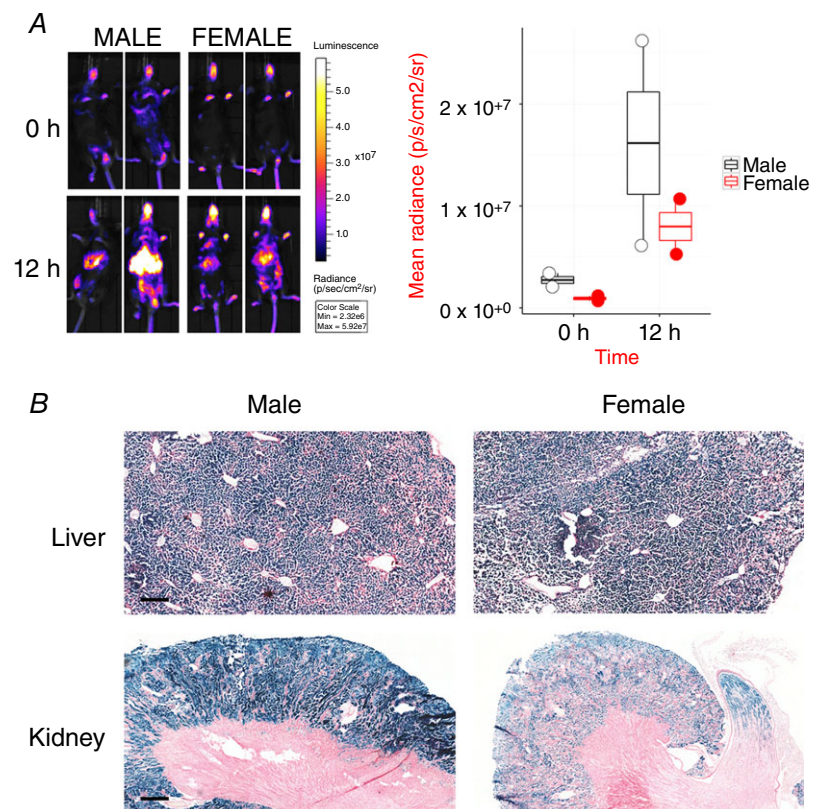 A
MALE FEMALE
0 h
12 h
Luminescence
5.0
4.0
3.0
x10⁷
2.0
1.0
Radiance
(p/sec/cm²/sr)
Color Scale
Min = 2.32e6
Max = 5.92e7
Mean radiance (p/s/cm2/sr)
2 x 10+7
1 x 10+7
0 x 10+0
0 h
12 h
Time
Male
Female
B
Male
Female
Liver
Kidney